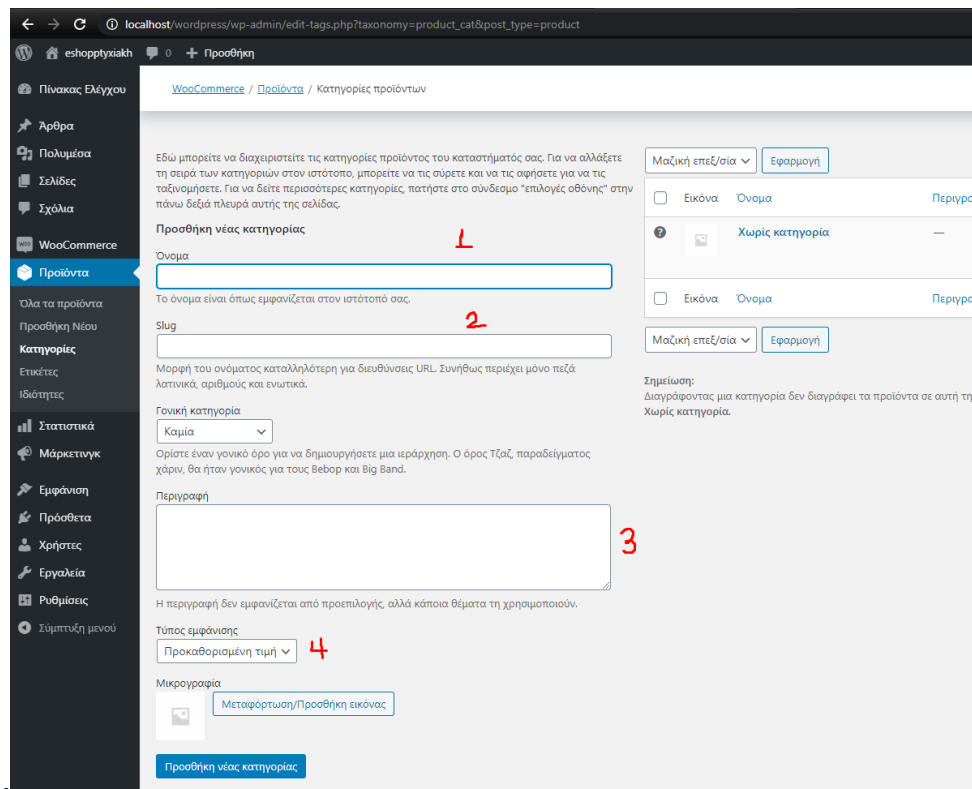 localhost/wordpress/wp-admin/edit-tags.php?taxonomy=product_cat&post_type=product
eshopptyxiakh 0 + Προσθήκη
Πίνακας Ελέγχου
Άρθρα
Πολυμέσα
Σελίδες
Σχόλια
WooCommerce
Προϊόντα
Όλα τα προϊόντα
Προσθήκη Νέου
Κατηγορίες
Ετικέτες
Ιδιότητες
Στατιστικά
Μάρκετινγκ
Εμφάνιση
Πρόσθετα
Χρήστες
Εργαλεία
Ρυθμίσεις
Σύμπτυξη μενού
WooCommerce / Προϊόντα / Κατηγορίες προϊόντων
Εδώ μπορείτε να διαχειριστείτε τις κατηγορίες προϊόντος του καταστήματός σας. Για να αλλάξετε
τη σειρά των κατηγοριών στον ιστότοπο, μπορείτε να τις σύρετε και να τις αφήσετε για να τις
ταξινομήσετε. Για να δείτε περισσότερες κατηγορίες, πατήστε στο σύνδεσμο "επιλογές οθόνης" στην
πάνω δεξιά πλευρά αυτής της σελίδας.
Προσθήκη νέας κατηγορίας
1
Όνομα
Το όνομα είναι όπως εμφανίζεται στον ιστότοπό σας.
2
Slug
Μορφή του ονόματος καταλληλότερη για διευθύνσεις URL. Συνήθως περιέχει μόνο πεζά
λατινικά, αριθμούς και ενωτικά.
Γονική κατηγορία
Καμία
Ορίστε έναν γονικό όρο για να δημιουργήσετε μια ιεράρχηση. Ο όρος Τζαζ, παραδείγματος
χάριν, θα ήταν γονικός για τους Bebop και Big Band.
Περιγραφή
3
Η περιγραφή δεν εμφανίζεται από προεπιλογής, αλλά κάποια θέματα τη χρησιμοποιούν.
Τύπος εμφάνισης
Προκαθορισμένη τιμή 4
Μικρογραφία
Μεταφόρτωση/Προσθήκη εικόνας
Προσθήκη νέας κατηγορίας
Μαζική επεξ/σία Εφαρμογή
Εικόνα Όνομα Περιγρα
Χωρίς κατηγορία —
Εικόνα Όνομα Περιγρα
Μαζική επεξ/σία Εφαρμογή
Σημείωση:
Διαγράφοντας μια κατηγορία δεν διαγράφει τα προϊόντα σε αυτή τη
Χωρίς κατηγορία.